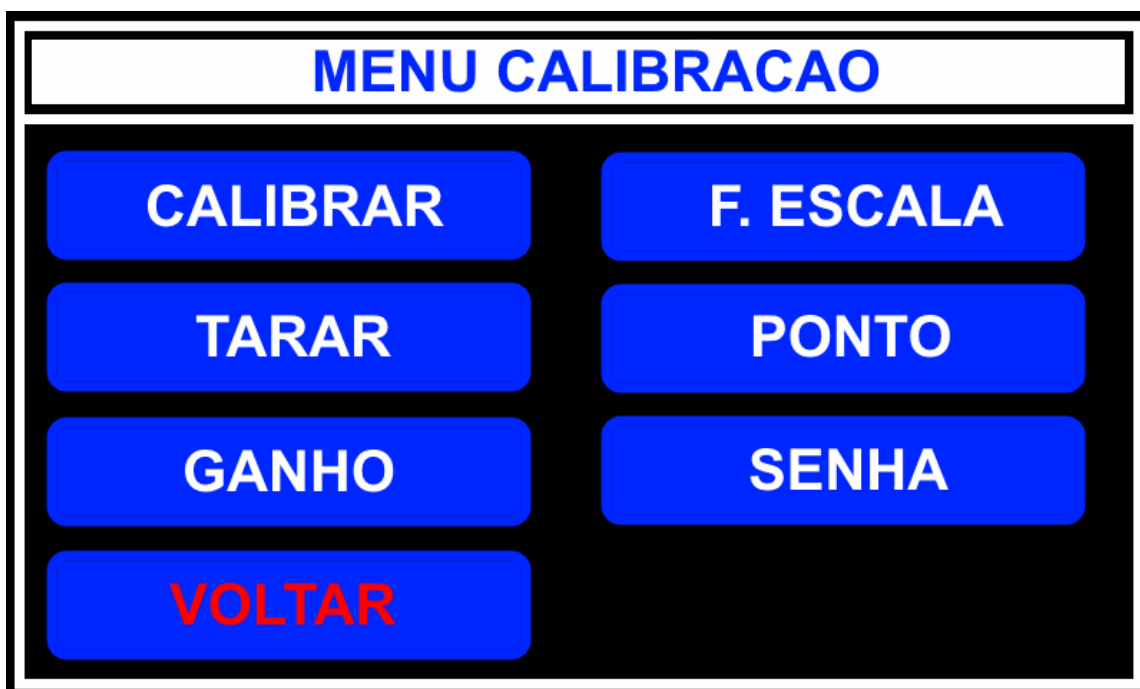 MENU CALIBRACAO
CALIBRAR
F. ESCALA
TARAR
PONTO
GANHO
SENHA
VOLTAR